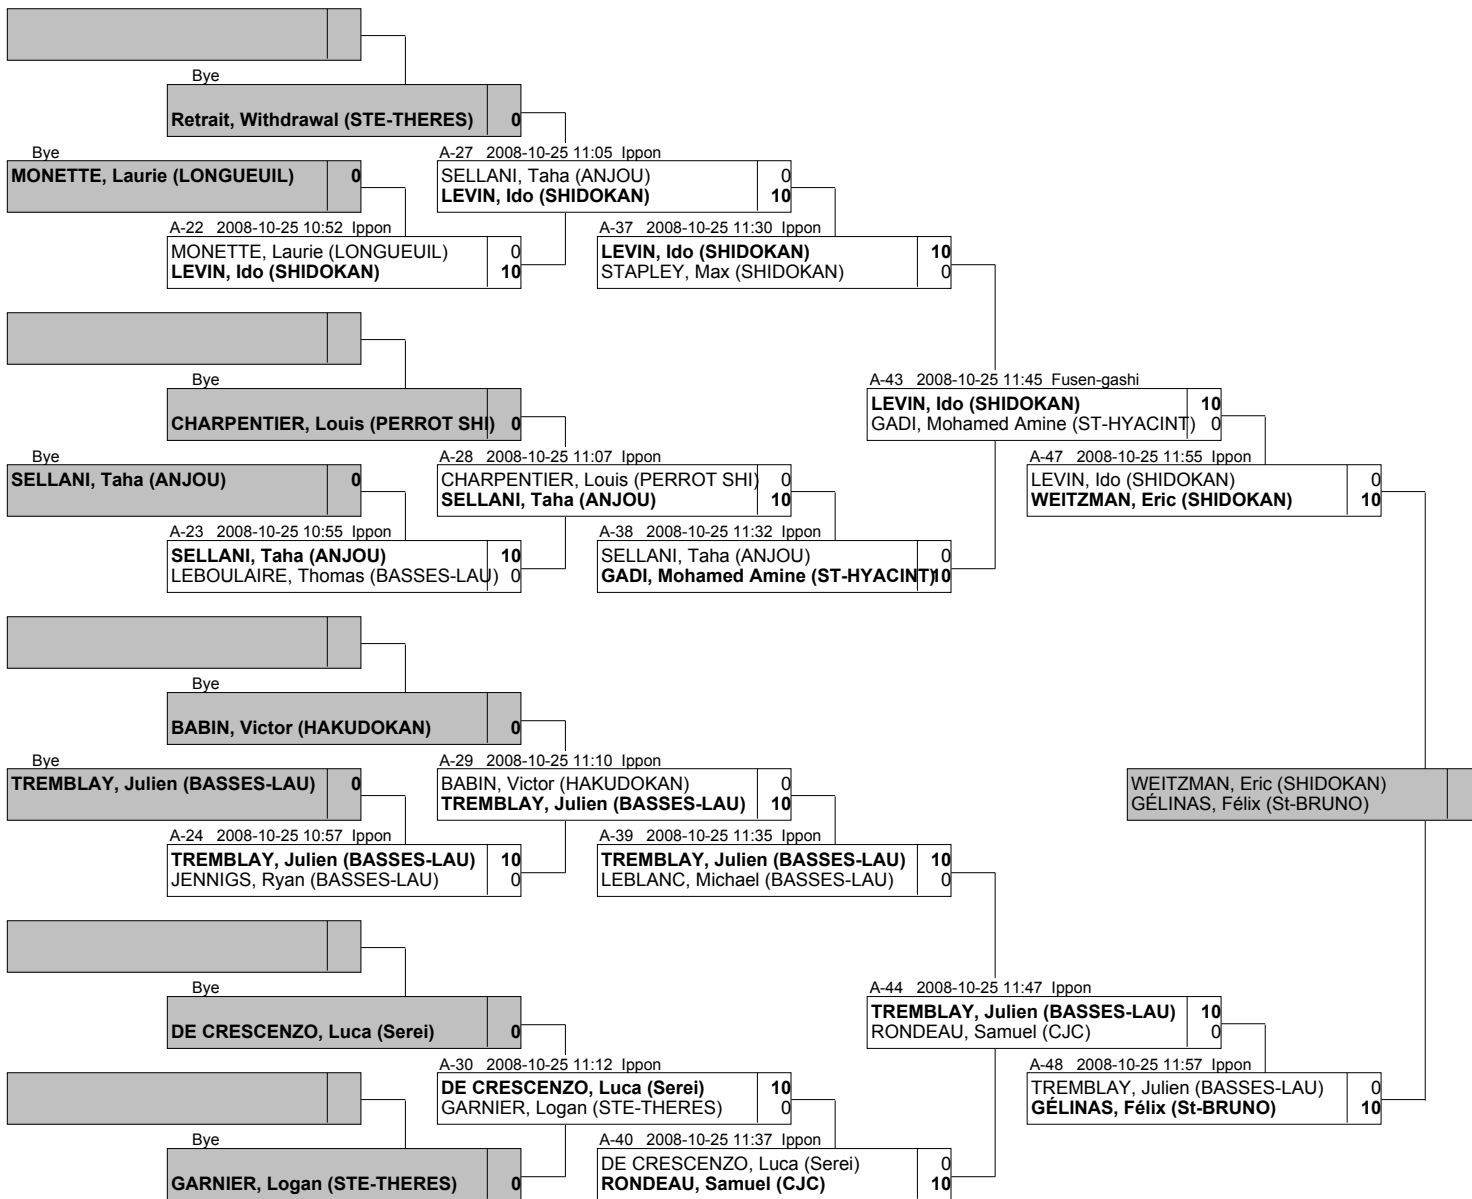 Bye
Retrait, Withdrawal (STE-THERES) 0
Bye
MONETTE, Laurie (LONGUEUIL) 0
A-27 2008-10-25 11:05 Ippon
SELLANI, Taha (ANJOU) 0
LEVIN, Ido (SHIDOKAN) 10
A-22 2008-10-25 10:52 Ippon
MONETTE, Laurie (LONGUEUIL) 0
LEVIN, Ido (SHIDOKAN) 10
A-37 2008-10-25 11:30 Ippon
LEVIN, Ido (SHIDOKAN) 10
STAPLEY, Max (SHIDOKAN) 0
Bye
CHARPENTIER, Louis (PERROT SHI) 0
A-43 2008-10-25 11:45 Fusen-gashi
LEVIN, Ido (SHIDOKAN) 10
GADI, Mohamed Amine (ST-HYACINT) 0
Bye
SELLANI, Taha (ANJOU) 0
A-28 2008-10-25 11:07 Ippon
CHARPENTIER, Louis (PERROT SHI) 0
SELLANI, Taha (ANJOU) 10
A-47 2008-10-25 11:55 Ippon
LEVIN, Ido (SHIDOKAN) 0
WEITZMAN, Eric (SHIDOKAN) 10
A-23 2008-10-25 10:55 Ippon
SELLANI, Taha (ANJOU) 10
LEBOULAIRE, Thomas (BASSES-LAU) 0
A-38 2008-10-25 11:32 Ippon
SELLANI, Taha (ANJOU) 0
GADI, Mohamed Amine (ST-HYACINT) 10
Bye
BABIN, Victor (HAKUDOKAN) 0
Bye
TREMBLAY, Julien (BASSES-LAU) 0
A-29 2008-10-25 11:10 Ippon
BABIN, Victor (HAKUDOKAN) 0
TREMBLAY, Julien (BASSES-LAU) 10
WEITZMAN, Eric (SHIDOKAN)
GÉLINAS, Félix (St-BRUNO)
A-24 2008-10-25 10:57 Ippon
TREMBLAY, Julien (BASSES-LAU) 10
JENNIGS, Ryan (BASSES-LAU) 0
A-39 2008-10-25 11:35 Ippon
TREMBLAY, Julien (BASSES-LAU) 10
LEBLANC, Michael (BASSES-LAU) 0
Bye
DE CRESCENZO, Luca (Serei) 0
A-44 2008-10-25 11:47 Ippon
TREMBLAY, Julien (BASSES-LAU) 10
RONDEAU, Samuel (CJC) 0
A-30 2008-10-25 11:12 Ippon
DE CRESCENZO, Luca (Serei) 10
GARNIER, Logan (STE-THERES) 0
A-48 2008-10-25 11:57 Ippon
TREMBLAY, Julien (BASSES-LAU) 0
GÉLINAS, Félix (St-BRUNO) 10
Bye
GARNIER, Logan (STE-THERES) 0
A-40 2008-10-25 11:37 Ippon
DE CRESCENZO, Luca (Serei) 0
RONDEAU, Samuel (CJC) 10